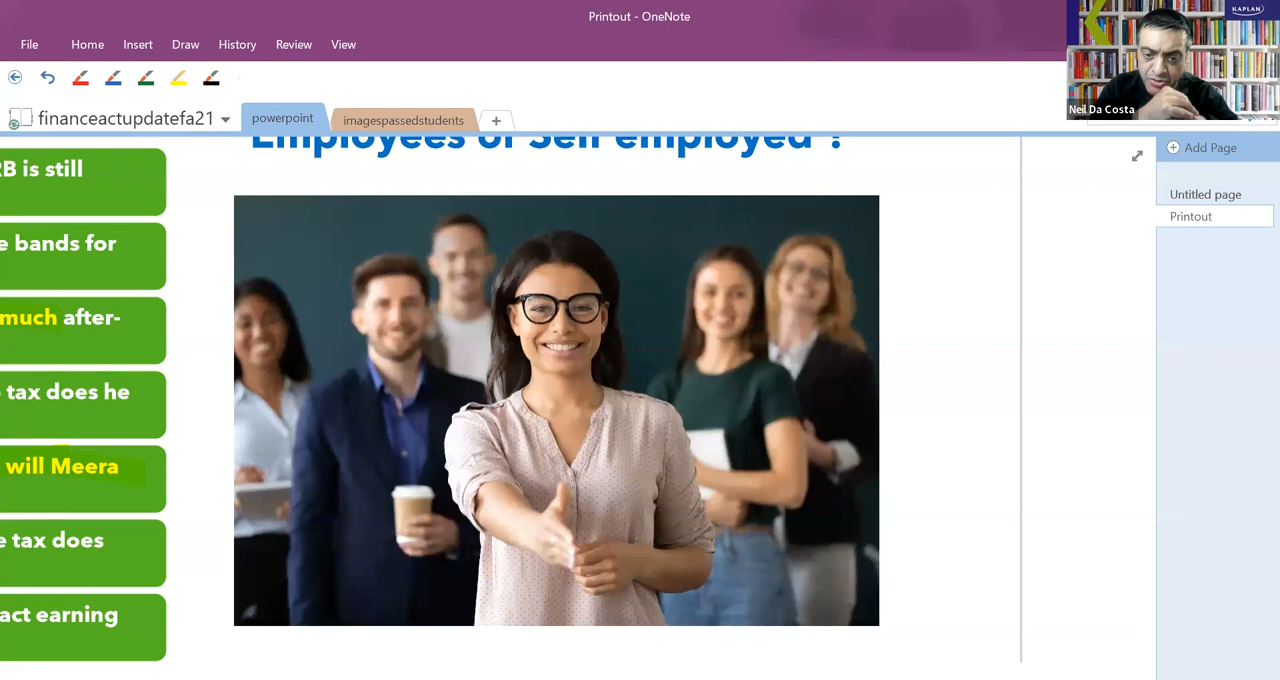 Printout - OneNote
KAPLAN
File Home Insert Draw History Review View
Neil Da Costa
financeactupdatefa21 powerpoint imagespassedstudents
Add Page
Employees or Self employed ?
Untitled page
Printout
RB is still
e bands for
much after-
e tax does he
will Meera
e tax does
act earning